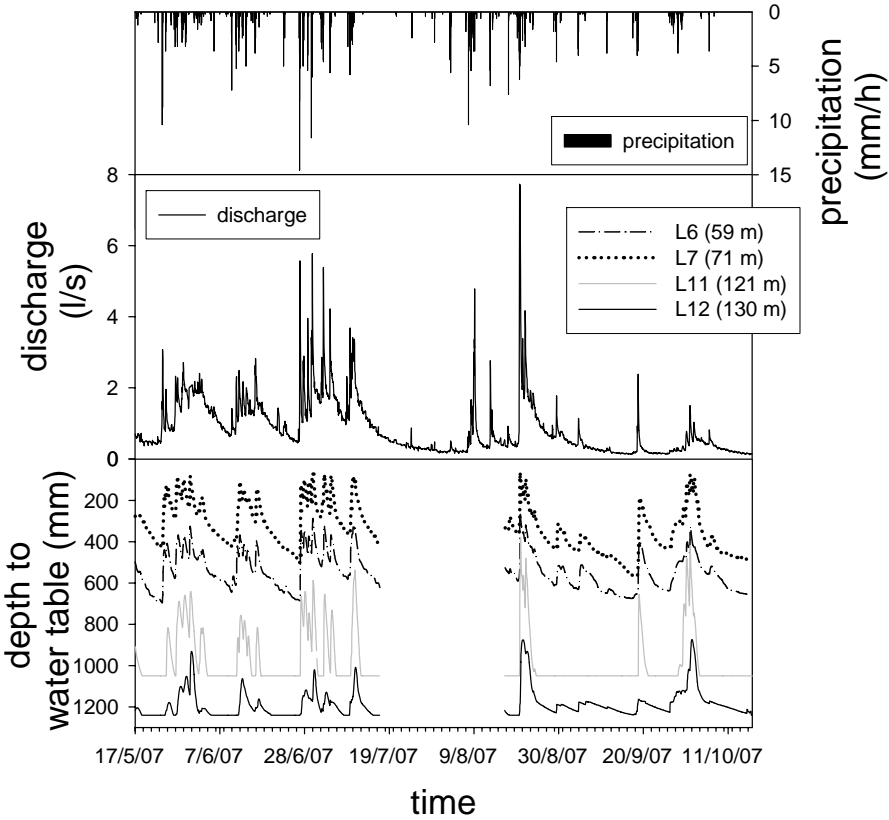 0
5
10
15
precipitation
(mm/h)
precipitation
8
6
4
2
0
discharge
(l/s)
discharge
L6 (59 m)
L7 (71 m)
L11 (121 m)
L12 (130 m)
0
200
400
600
800
1000
1200
depth to
water table (mm)
17/5/07
7/6/07
28/6/07
19/7/07
9/8/07
30/8/07
20/9/07
11/10/07
time